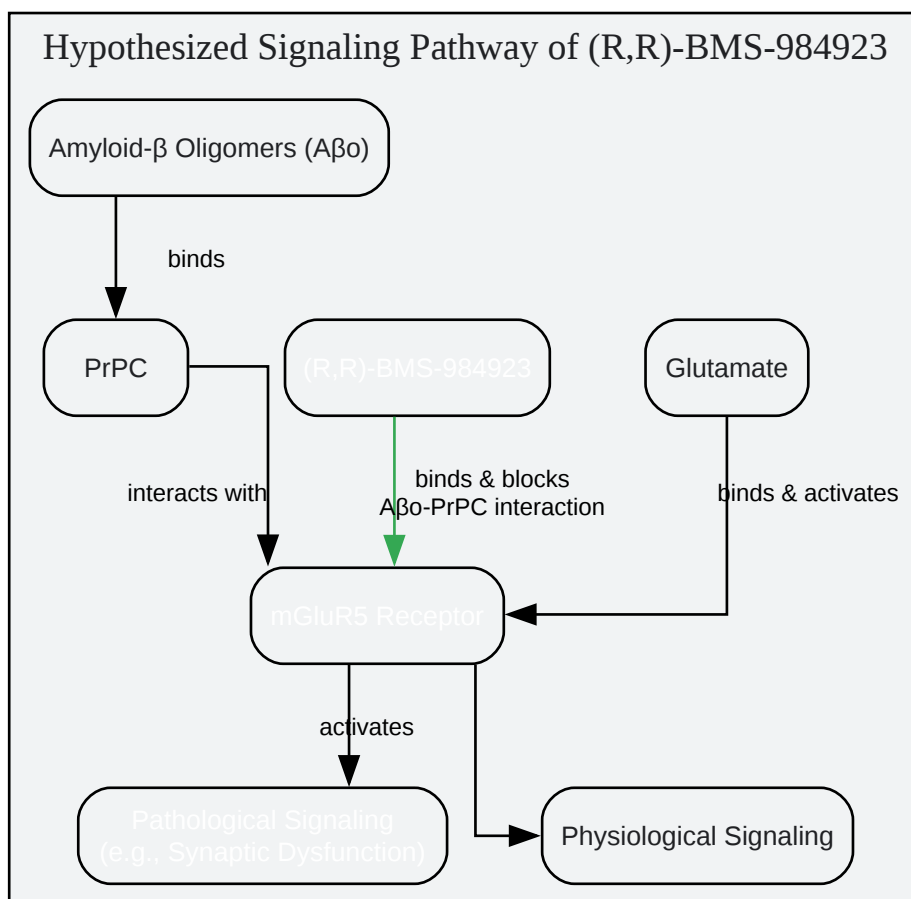 Hypothesized Signaling Pathway of (R,R)-BMS-984923
Amyloid-β Oligomers (Aβo)
binds
PrPC
(R,R)-BMS-984923
Glutamate
interacts with
binds & blocks
Aβo-PrPC interaction
binds & activates
mGluR5 Receptor
activates
Pathological Signaling
(e.g., Synaptic Dysfunction)
Physiological Signaling